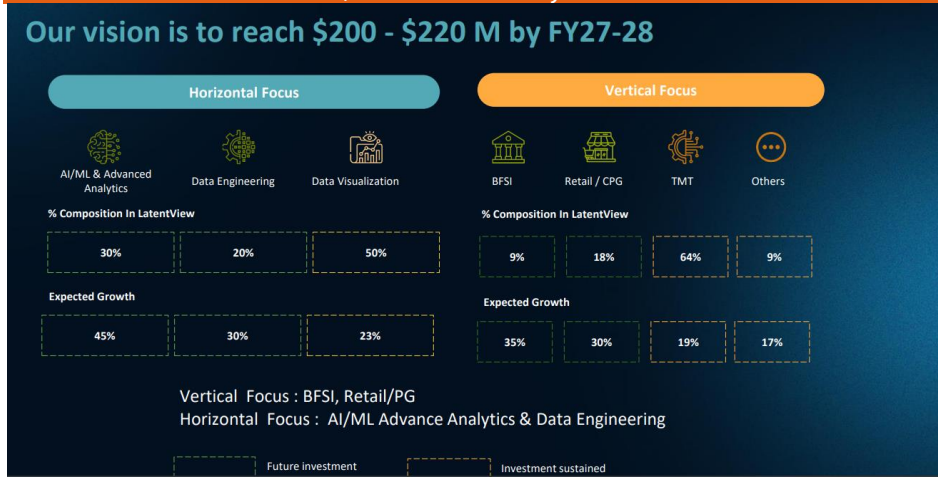 Our vision is to reach $200 - $220 M by FY27-28
Horizontal Focus
AI/ML & Advanced
Analytics
Data Engineering
Data Visualization
% Composition In LatentView
30%
20%
50%
Expected Growth
45%
30%
23%
Vertical Focus
BFSI
Retail / CPG
TMT
Others
% Composition In LatentView
9%
18%
64%
9%
Expected Growth
35%
30%
19%
17%
Vertical Focus : BFSI, Retail/PG
Horizontal Focus : AI/ML Advance Analytics & Data Engineering
Future investment
Investment sustained